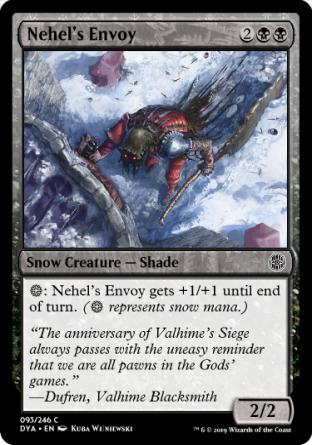 Nehel's Envoy 2
Snow Creature — Shade
: Nehel's Envoy gets +1/+1 until end
of turn. ( represents snow mana.)
"The anniversary of Valhime's Siege
always passes with the uneasy reminder
that we are all pawns in the Gods'
games."
—Dufren, Valhime Blacksmith
2/2
093/246 C
DYA • EN Kuba Witowski
™ & © 2019 Wizards of the Coast